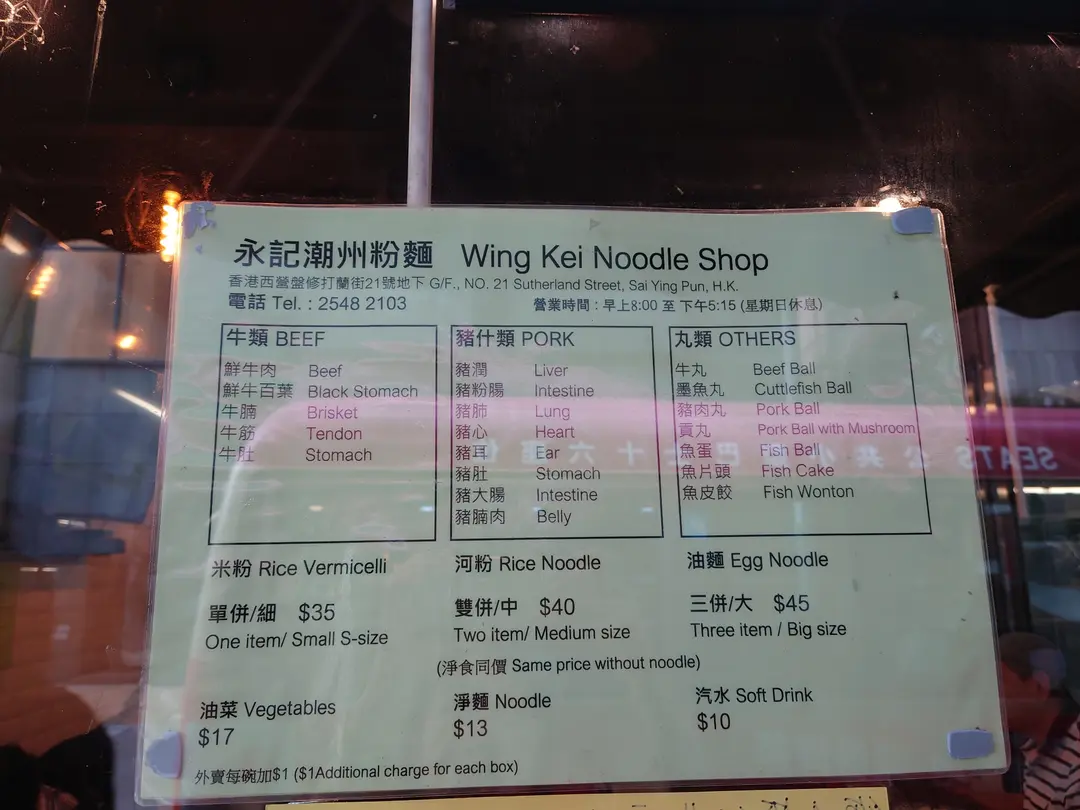 永記潮州粉麵 Wing Kei Noodle Shop
香港西營盤修打蘭街21號地下 G/F., NO. 21 Sutherland Street, Sai Ying Pun, H.K.
電話 Tel. : 2548 2103 營業時間 : 早上8:00 至 下午5:15 (星期日休息)
牛類 BEEF
鮮牛肉 Beef
鮮牛百葉 Black Stomach
牛腩 Brisket
牛筋 Tendon
牛肚 Stomach
豬什類 PORK
豬潤 Liver
豬粉腸 Intestine
豬肺 Lung
豬心 Heart
豬耳 Ear
豬肚 Stomach
豬大腸 Intestine
豬腩肉 Belly
丸類 OTHERS
牛丸 Beef Ball
墨魚丸 Cuttlefish Ball
豬肉丸 Pork Ball
貢丸 Pork Ball with Mushroom
魚蛋 Fish Ball
魚片頭 Fish Cake
魚皮餃 Fish Wonton
米粉 Rice Vermicelli 河粉 Rice Noodle 油麵 Egg Noodle
單併/細 $35 雙併/中 $40 三併/大 $45
One item/ Small S-size Two item/ Medium size Three item / Big size
(淨食同價 Same price without noodle)
油菜 Vegetables 淨麵 Noodle 汽水 Soft Drink
$17 $13 $10
外賣每碗加$1 ($1Additional charge for each box)
SEATS 公共小巴 十六座